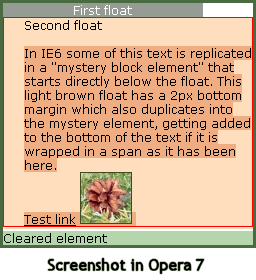 First float
Second float
In IE6 some of this text is replicated
in a "mystery block element" that
starts directly below the float. This
light brown float has a 2px bottom
margin which also duplicates into
the mystery element, getting added
to the bottom of the text if it is
wrapped in a span as it has been
here.
Test link
Cleared element
Screenshot in Opera 7